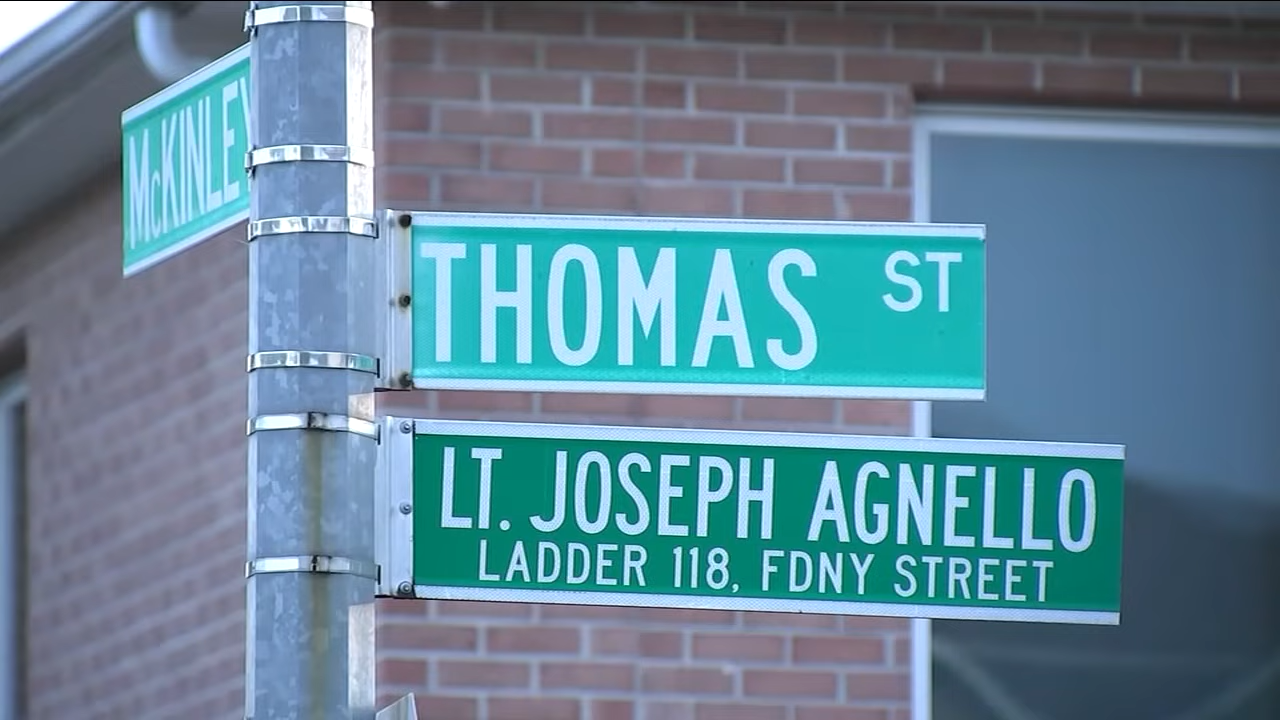 McKINLEY
THOMAS ST
LT. JOSEPH AGNELLO
LADDER 118, FDNY STREET